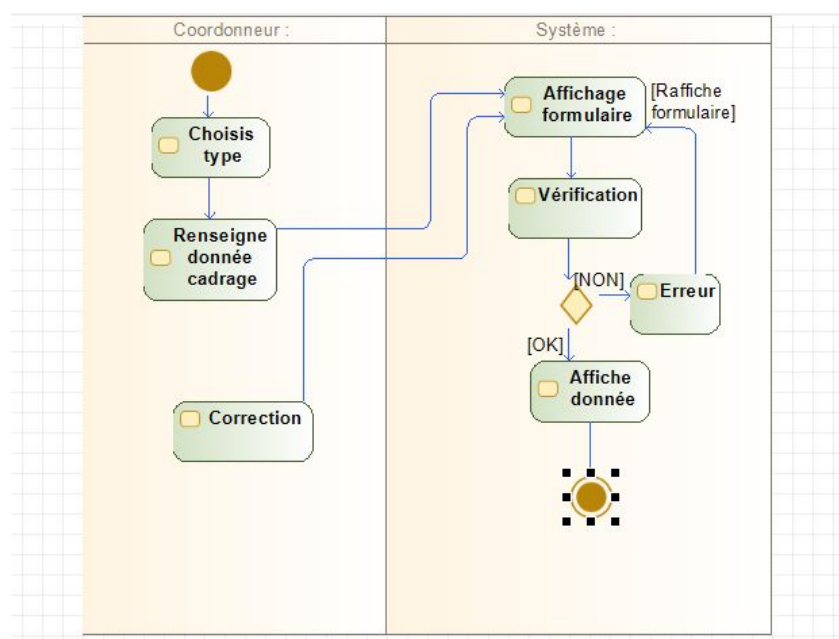 Coordonneur :
Système :
Choisis
type
Renseigne
donnée
cadrage
Correction
Affichage
formulaire
[Raffiche
formulaire]
Vérification
[NON]
Erreur
[OK]
Affiche
donnée